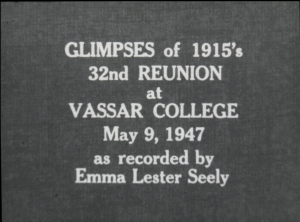 GLIMPSES of 1915's
32nd REUNION
at
VASSAR COLLEGE
May 9, 1947
as recorded by
Emma Lester Seely